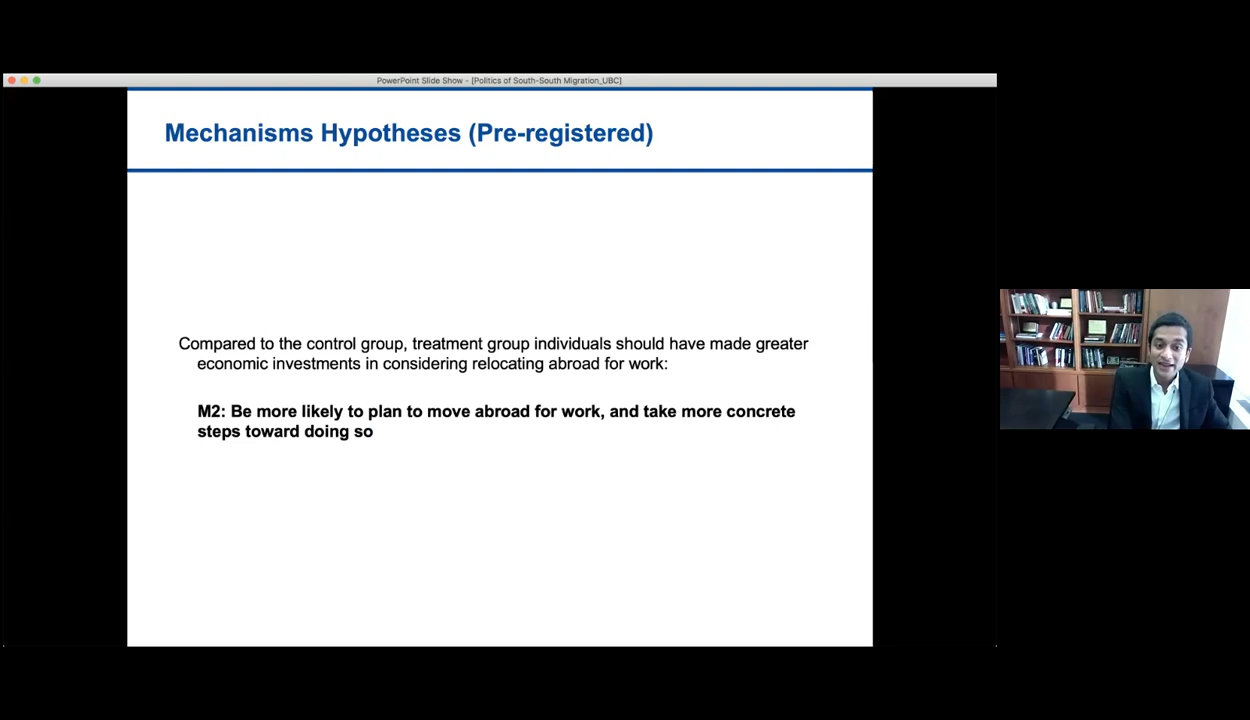 PowerPoint Slide Show - [Politics of South-South Migration_UBC]
Mechanisms Hypotheses (Pre-registered)
Compared to the control group, treatment group individuals should have made greater
economic investments in considering relocating abroad for work:
M2: Be more likely to plan to move abroad for work, and take more concrete
steps toward doing so